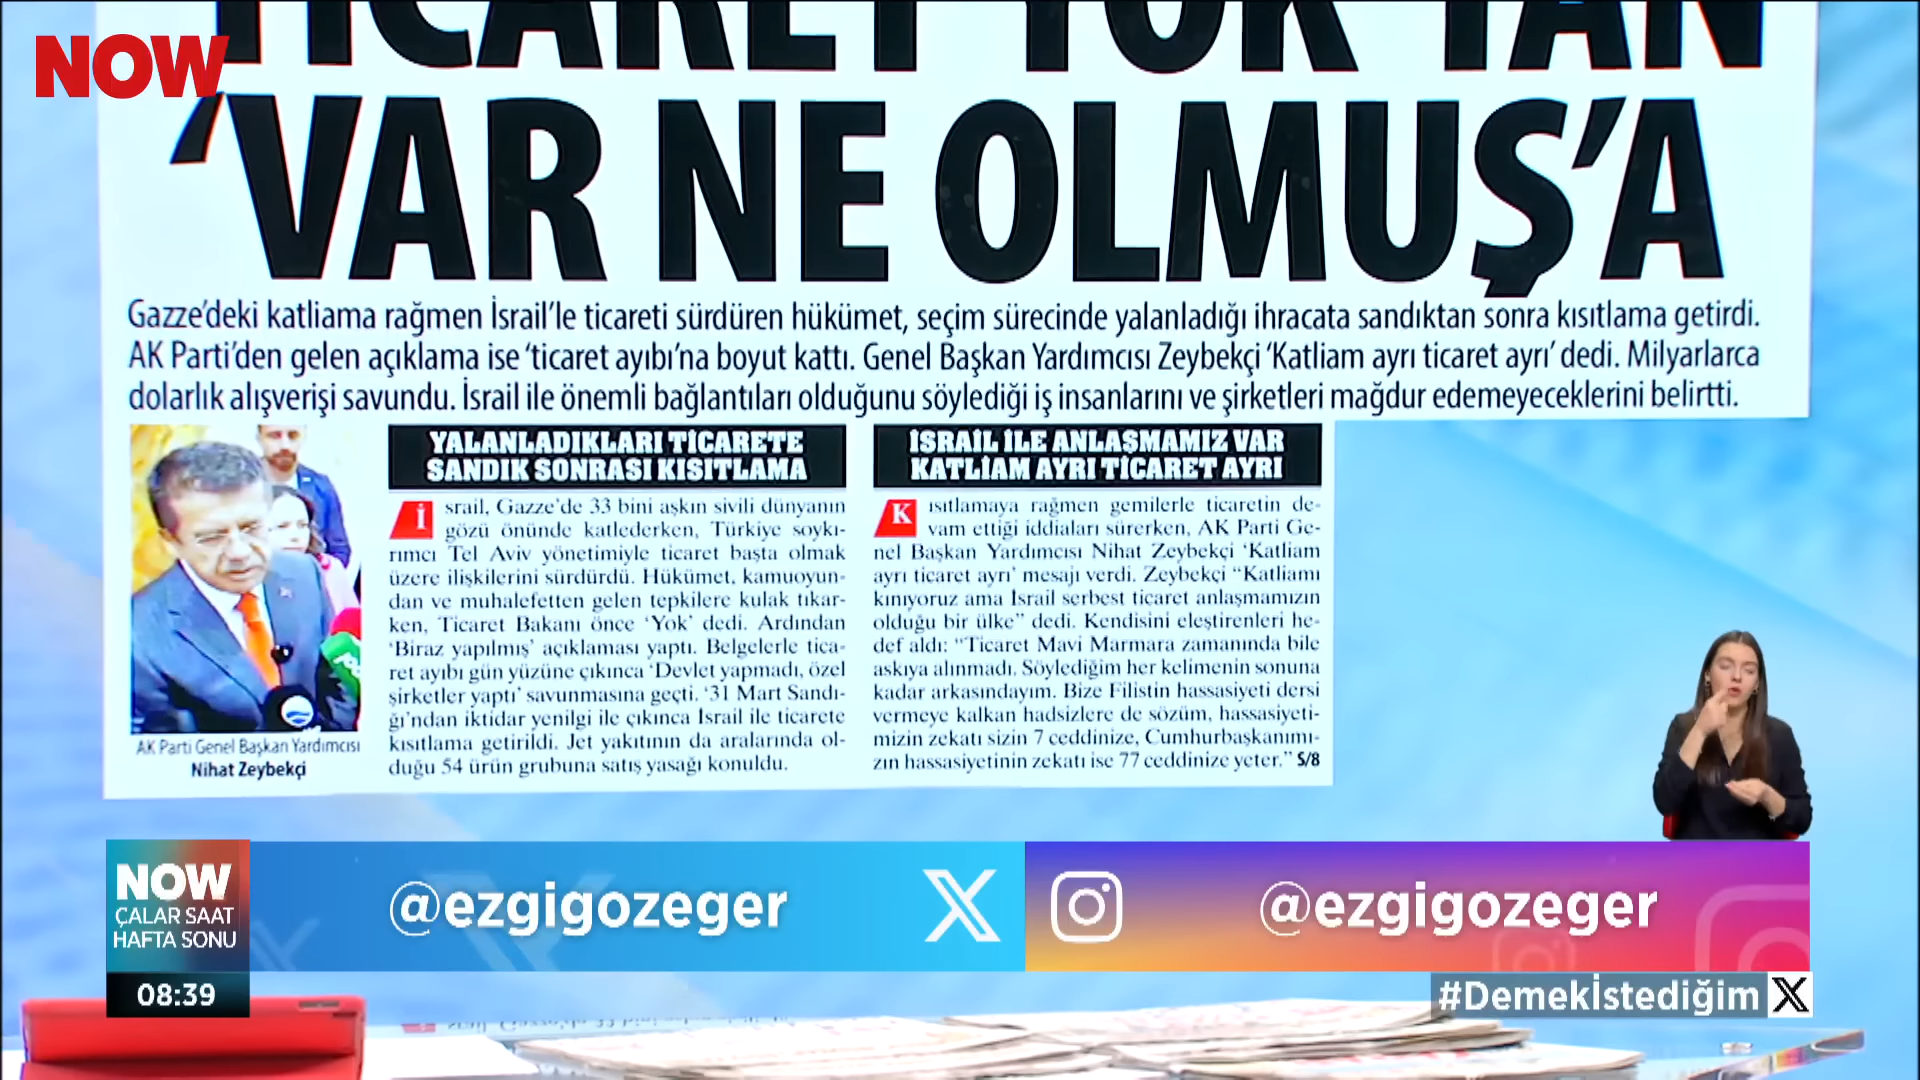 NOW
TİCARET YOK'TAN
'VAR NE OLMUŞ'A
Gazze'deki katliama rağmen İsrail'le ticareti sürdüren hükümet, seçim sürecinde yalanladığı ihracata sandıktan sonra kısıtlama getirdi.
AK Parti'den gelen açıklama ise 'ticaret ayıbı'na boyut kattı. Genel Başkan Yardımcısı Zeybekçi 'Katliam ayrı ticaret ayrı' dedi. Milyarlarca
dolarlık alışverişi savundu. İsrail ile önemli bağlantıları olduğunu söylediği iş insanlarını ve şirketleri mağdur edemeyeceklerini belirtti.
AK Parti Genel Başkan Yardımcısı
Nihat Zeybekçi
YALANLADIKLARI TİCARETE
SANDIK SONRASI KISITLAMA
İsrail, Gazze'de 33 bini aşkın sivili dünyanın
gözü önünde katlederken, Türkiye soykı-
rımcı Tel Aviv yönetimiyle ticaret başta olmak
üzere ilişkilerini sürdürdü. Hükümet, kamuoyun-
dan ve muhalefetten gelen tepkilere kulak tıkar-
ken, Ticaret Bakanı önce 'Yok' dedi. Ardından
'Biraz yapılmış' açıklaması yaptı. Belgelerle tica-
ret ayıbı gün yüzüne çıkınca 'Devlet yapmadı, özel
şirketler yaptı' savunmasına geçti. '31 Mart Sandı-
ğı'ndan iktidar yenilgi ile çıkınca İsrail ile ticarete
kısıtlama getirildi. Jet yakıtının da aralarında ol-
duğu 54 ürün grubuna satış yasağı konuldu.
İSRAİL İLE ANLAŞMAMIZ VAR
KATLİAM AYRI TİCARET AYRI
Kısıtlamaya rağmen gemilerle ticaretin de-
vam ettiği iddiaları sürerken, AK Parti Ge-
nel Başkan Yardımcısı Nihat Zeybekçi 'Katliam
ayrı ticaret ayrı' mesajı verdi. Zeybekçi "Katliamı
kınıyoruz ama İsrail serbest ticaret anlaşmamızın
olduğu bir ülke" dedi. Kendisini eleştirenleri he-
def aldı: "Ticaret Mavi Marmara zamanında bile
askıya alınmadı. Söylediğim her kelimenin sonuna
kadar arkasındayım. Bize Filistin hassasiyeti dersi
vermeye kalkan hadsizlere de sözüm, hassasiyeti-
mizin zekatı sizin 7 ceddinize, Cumhurbaşkanımı-
zın hassasiyetinin zekatı ise 77 ceddinize yeter." S/8
NOW
ÇALAR SAAT
HAFTA SONU
08:39
@ezgigozeger
@ezgigozeger
#Demekİstediğim